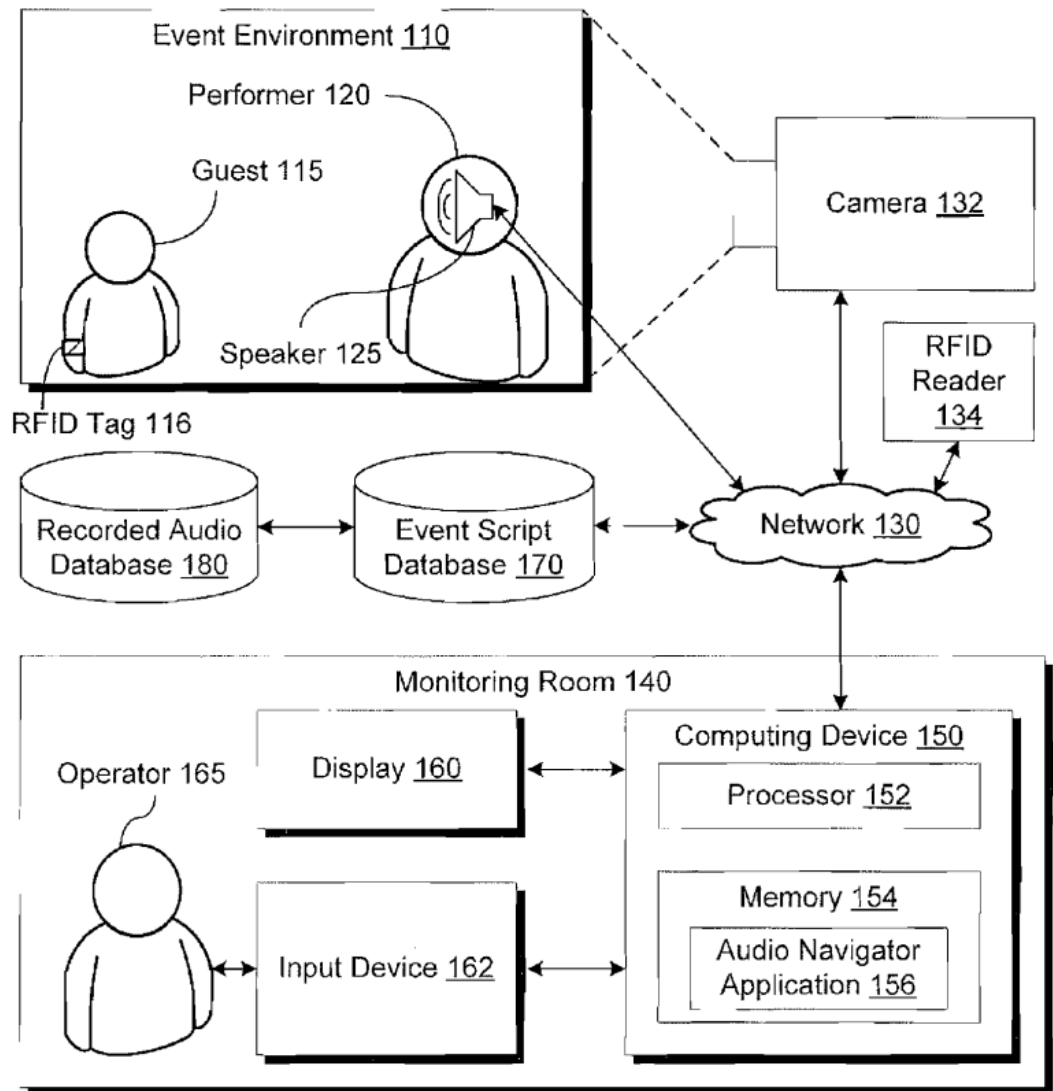 Event Environment 110
Performer 120
Guest 115
Camera 132
Speaker 125
RFID
Reader
134
RFID Tag 116
Recorded Audio
Database 180
Event Script
Database 170
Network 130
Monitoring Room 140
Computing Device 150
Operator 165
Display 160
Processor 152
Memory 154
Input Device 162
Audio Navigator
Application 156